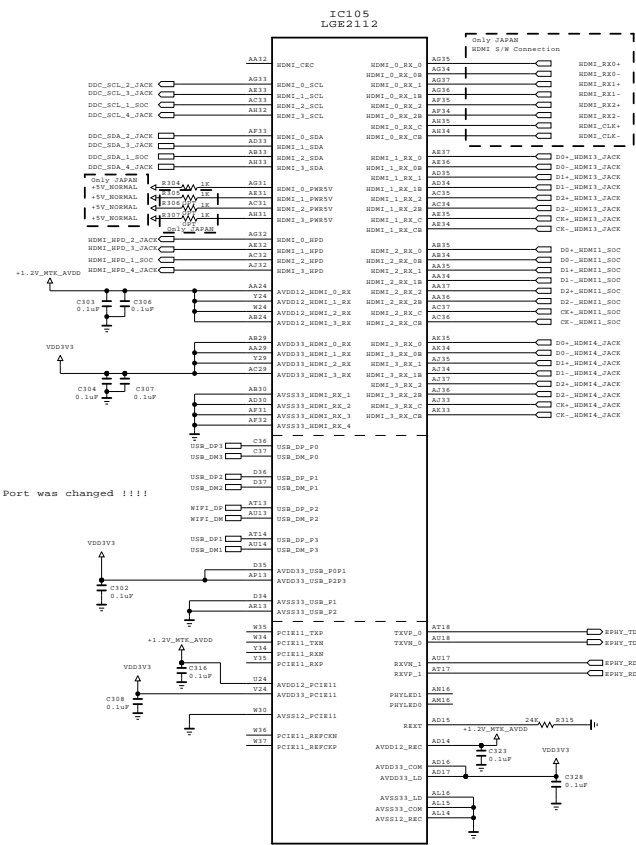 IC105
LGE2112
Only JAPAN
HDMI S/W Connection
AA32 HDMI_CEC
DDC_SCL_2_JACK AG33 HDMI_0_SCL
DDC_SCL_3_JACK AE33 HDMI_1_SCL
DDC_SCL_1_SOC AC33 HDMI_2_SCL
DDC_SCL_4_JACK AH32 HDMI_3_SCL
DDC_SDA_2_JACK AF33 HDMI_0_SDA
DDC_SDA_3_JACK AD33 HDMI_1_SDA
DDC_SDA_1_SOC AB33 HDMI_2_SDA
DDC_SDA_4_JACK AH33 HDMI_3_SDA
Only JAPAN
+5V_NORMAL R304 1K AG31 HDMI_0_PWR5V
+5V_NORMAL R305 1K AE31 HDMI_1_PWR5V
+5V_NORMAL R306 1K AC31 HDMI_2_PWR5V
+5V_NORMAL R307 1K AH31 HDMI_3_PWR5V
OPT
Only JAPAN
HDMI_HPD_2_JACK AG32 HDMI_0_HPD
HDMI_HPD_3_JACK AE32 HDMI_1_HPD
HDMI_HPD_1_SOC AC32 HDMI_2_HPD
HDMI_HPD_4_JACK AJ32 HDMI_3_HPD
+1.2V_MTK_AVDD
AA24 AVDD12_HDMI_0_RX
Y24 AVDD12_HDMI_1_RX
W24 AVDD12_HDMI_2_RX
AB24 AVDD12_HDMI_3_RX
C303 0.1uF
C306 0.1uF
VDD3V3
AB29 AVDD33_HDMI_0_RX
AA29 AVDD33_HDMI_1_RX
Y29 AVDD33_HDMI_2_RX
AC29 AVDD33_HDMI_3_RX
C304 0.1uF
C307 0.1uF
AB30 AVSS33_HDMI_RX_1
AD30 AVSS33_HDMI_RX_2
AF31 AVSS33_HDMI_RX_3
AF32 AVSS33_HDMI_RX_4
USB_DP3 C36 USB_DP_P0
USB_DM3 C37 USB_DM_P0
USB_DP2 D36 USB_DP_P1
USB_DM2 D37 USB_DM_P1
Port was changed !!!!
WIFI_DP AT13 USB_DP_P2
WIFI_DM AU13 USB_DM_P2
USB_DP1 AT14 USB_DP_P3
USB_DM1 AU14 USB_DM_P3
VDD3V3
D35 AVDD33_USB_P0P1
AP13 AVDD33_USB_P2P3
C302 0.1uF
D34 AVSS33_USB_P1
AR13 AVSS33_USB_P2
W35 PCIE11_TXP
W34 PCIE11_TXN
Y34 PCIE11_RXN
Y35 PCIE11_RXP
+1.2V_MTK_AVDD
C316 0.1uF
VDD3V3
U24 AVDD12_PCIE11
V24 AVDD33_PCIE11
C308 0.1uF
W30 AVSS12_PCIE11
W36 PCIE11_REFCKN
W37 PCIE11_REFCKP
HDMI_0_RX_0 AG35 HDMI_RX0+
HDMI_0_RX_0B AG34 HDMI_RX0-
HDMI_0_RX_1 AG37 HDMI_RX1+
HDMI_0_RX_1B AG36 HDMI_RX1-
HDMI_0_RX_2 AF35 HDMI_RX2+
HDMI_0_RX_2B AF34 HDMI_RX2-
HDMI_0_RX_C AH35 HDMI_CLK+
HDMI_0_RX_CB AH34 HDMI_CLK-
HDMI_1_RX_0 AE37 D0+_HDMI3_JACK
HDMI_1_RX_0B AE36 D0-_HDMI3_JACK
HDMI_1_RX_1 AD35 D1+_HDMI3_JACK
HDMI_1_RX_1B AD34 D1-_HDMI3_JACK
HDMI_1_RX_2 AC35 D2+_HDMI3_JACK
HDMI_1_RX_2B AC34 D2-_HDMI3_JACK
HDMI_1_RX_C AE35 CK+_HDMI3_JACK
HDMI_1_RX_CB AE34 CK-_HDMI3_JACK
HDMI_2_RX_0 AB35 D0+_HDMI1_SOC
HDMI_2_RX_0B AB34 D0-_HDMI1_SOC
HDMI_2_RX_1 AA35 D1+_HDMI1_SOC
HDMI_2_RX_1B AA34 D1-_HDMI1_SOC
HDMI_2_RX_2 AA37 D2+_HDMI1_SOC
HDMI_2_RX_2B AA36 D2-_HDMI1_SOC
HDMI_2_RX_C AC37 CK+_HDMI1_SOC
HDMI_2_RX_CB AC36 CK-_HDMI1_SOC
HDMI_3_RX_0 AK35 D0+_HDMI4_JACK
HDMI_3_RX_0B AK34 D0-_HDMI4_JACK
HDMI_3_RX_1 AJ35 D1+_HDMI4_JACK
HDMI_3_RX_1B AJ34 D1-_HDMI4_JACK
HDMI_3_RX_2 AJ37 D2+_HDMI4_JACK
HDMI_3_RX_2B AJ36 D2-_HDMI4_JACK
HDMI_3_RX_C AJ33 CK+_HDMI4_JACK
HDMI_3_RX_CB AK33 CK-_HDMI4_JACK
TXVP_0 AT18 EPHY_TD
TXVN_0 AU18 EPHY_TD
RXVN_1 AU17 EPHY_RD
RXVP_1 AT17 EPHY_RD
PHYLED1 AN16
PHYLED0 AM16
REXT AD15 24K R315
+1.2V_MTK_AVDD
AVDD12_REC AD14
C323 0.1uF
VDD3V3
AVDD33_COM AD16
AVDD33_LD AD17
C328 0.1uF
AVSS33_LD AL16
AVSS33_COM AL15
AVSS12_REC AL14